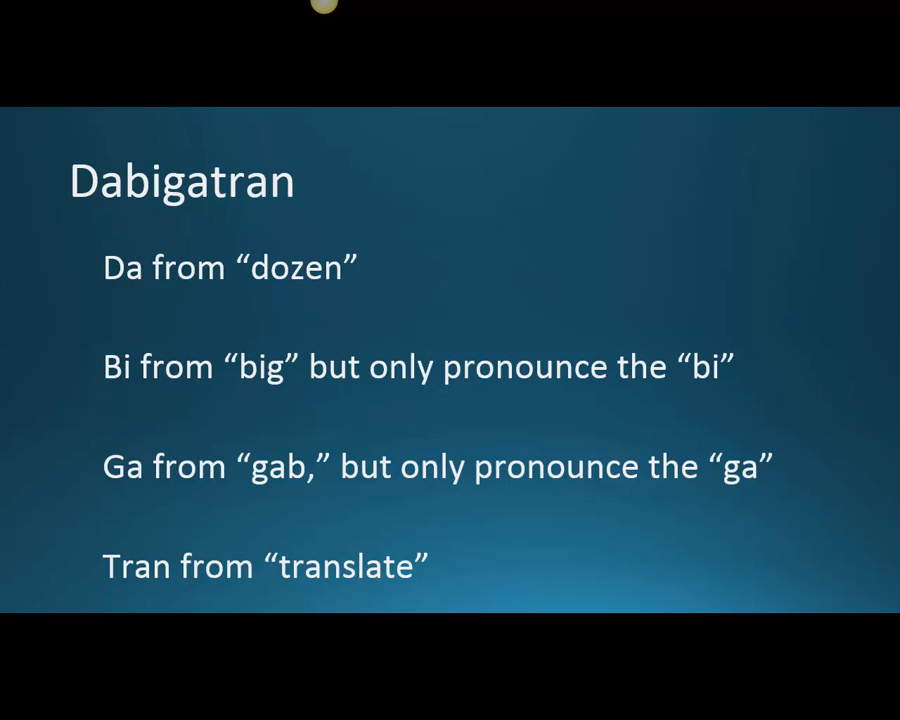 Dabigatran
Da from “dozen”
Bi from “big” but only pronounce the “bi”
Ga from “gab,” but only pronounce the “ga”
Tran from “translate”